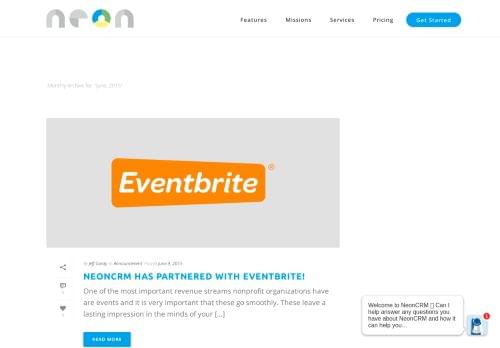 neon
Features Missions Services Pricing Get Started
Monthly Archive for: "June, 2015"
Eventbrite®
By Jeff Gordy In Announcement Posted June 9, 2015
NEONCRM HAS PARTNERED WITH EVENTBRITE!
One of the most important revenue streams nonprofit organizations have
are events and it is very important that these go smoothly. These leave a
lasting impression in the minds of your [...]
READ MORE
Welcome to NeonCRM Can I
help answer any questions you
have about NeonCRM and how it
can help you...
1